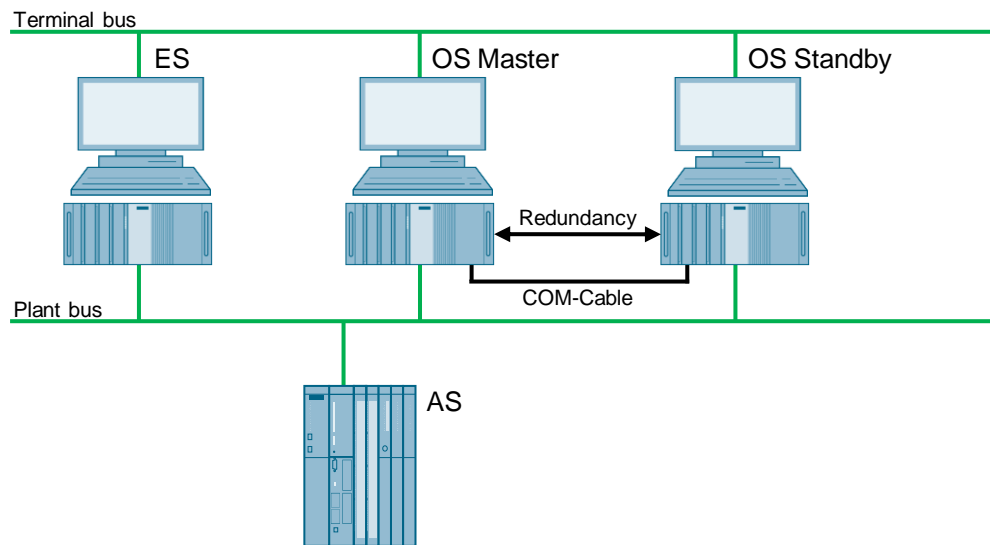 Terminal bus
ES
OS Master
OS Standby
Redundancy
COM-Cable
Plant bus
AS